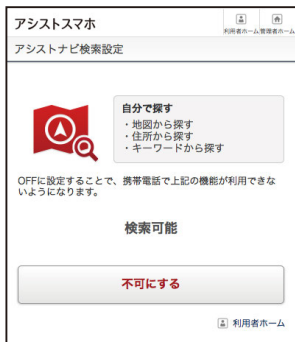 アシストスマホ
利用者ホーム 管理者ホーム
アシストナビ検索設定
自分で探す
・地図から探す
・住所から探す
・キーワードから探す
OFFに設定することで、携帯電話で上記の機能が利用できな
いようになります。
検索可能
不可にする
利用者ホーム